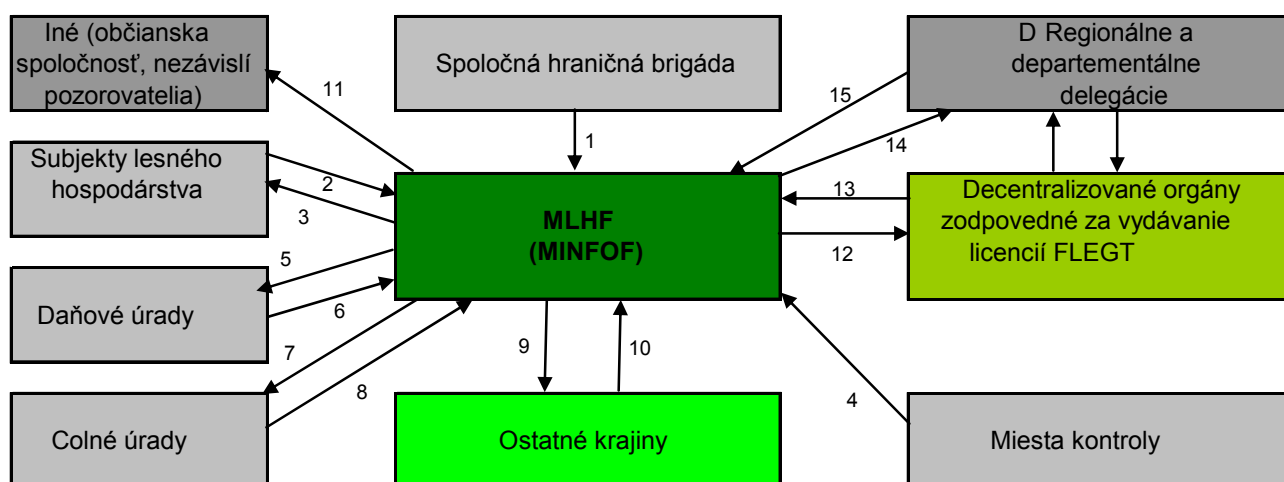 Iné (občianska
spoločnosť, nezávislí
pozorovatelia)
Spoločná hraničná brigáda
D Regionálne a
departementálne
delegácie
11
1
15
14
Subjekty lesného
hospodárstva
2
3
MLHF
(MINFOF)
13
12
Decentralizované orgány
zodpovedné za vydávanie
licencií FLEGT
5
6
Daňové úrady
7
8
9
10
4
Colné úrady
Ostatné krajiny
Miesta kontroly